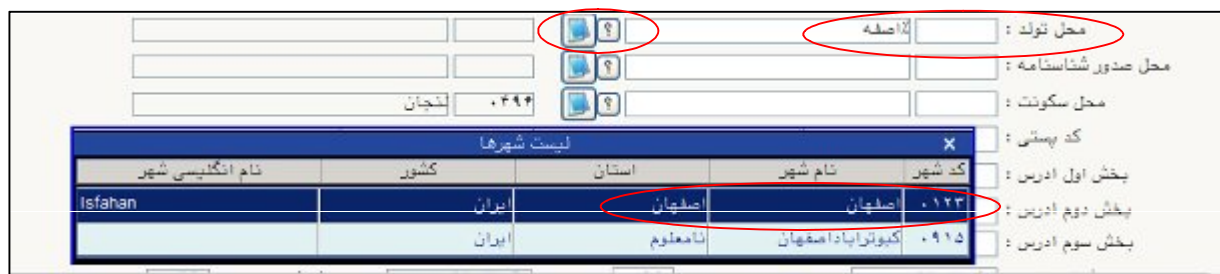 محل تولد : %اصفه ؟
محل صدور شناسنامه : ؟
محل سکونت : ؟ ۰۴۹۴ لنجان
کد پستی :
لیست شهرها x
بخش اول ادرس : کد شهر نام شهر استان کشور نام انگلیسی شهر
بخش دوم ادرس : ۰۱۲۳ اصفهان اصفهان ایران Isfahan
بخش سوم ادرس : ۰۹۱۵ کبوتراباداصفهان نامعلوم ایران